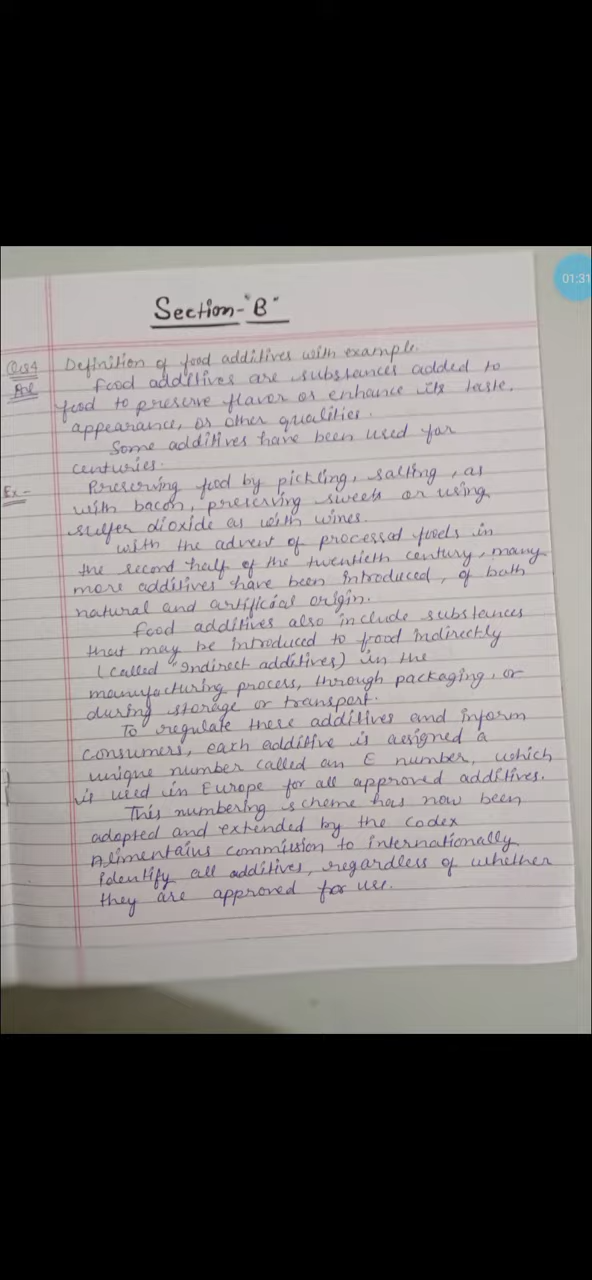 01:31
Section-"B"
Qus4 Definition of food additives with example.
Ans Food additives are substances added to
food to preserve flavor or enhance its taste,
appearance, or other qualities.
Some additives have been used for
centuries.
Ex- Preserving food by pickling, salting, as
with bacon, preserving sweets or using
sulfer dioxide as with wines.
with the advent of processed foods in
the second half of the twentieth century, many
more additives have been introduced, of both
natural and artificial origin.
Food additives also include substances
that may be introduced to food indirectly
(called "Indirect additives) in the
manufacturing process, through packaging, or
during storage or transport.
To regulate these additives and inform
consumers, each additive is assigned a
unique number called an E number, which
is used in Europe for all approved additives.
This numbering scheme has now been
adopted and extended by the Codex
Alimentaius commission to internationally
identify all additives, regardless of whether
they are approved for use.